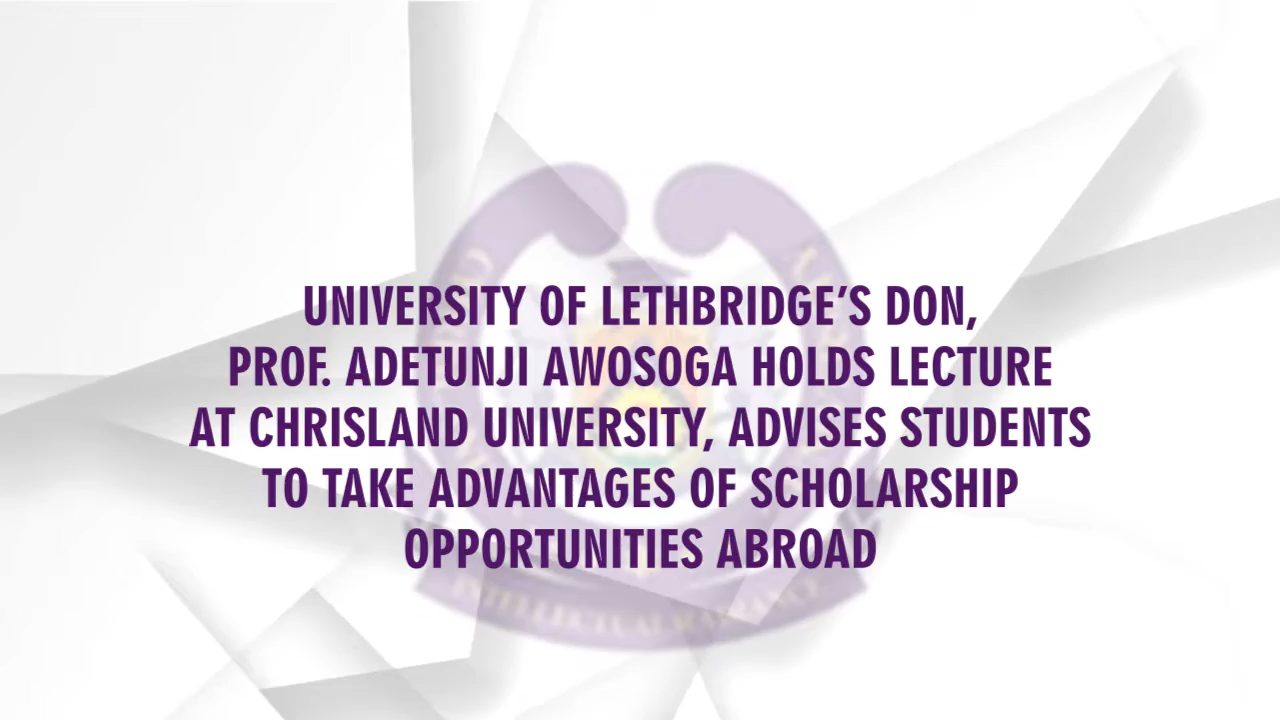 UNIVERSITY OF LETHBRIDGE’S DON,
PROF. ADETUNJI AWOSOGA HOLDS LECTURE
AT CHRISLAND UNIVERSITY, ADVISES STUDENTS
TO TAKE ADVANTAGES OF SCHOLARSHIP
OPPORTUNITIES ABROAD